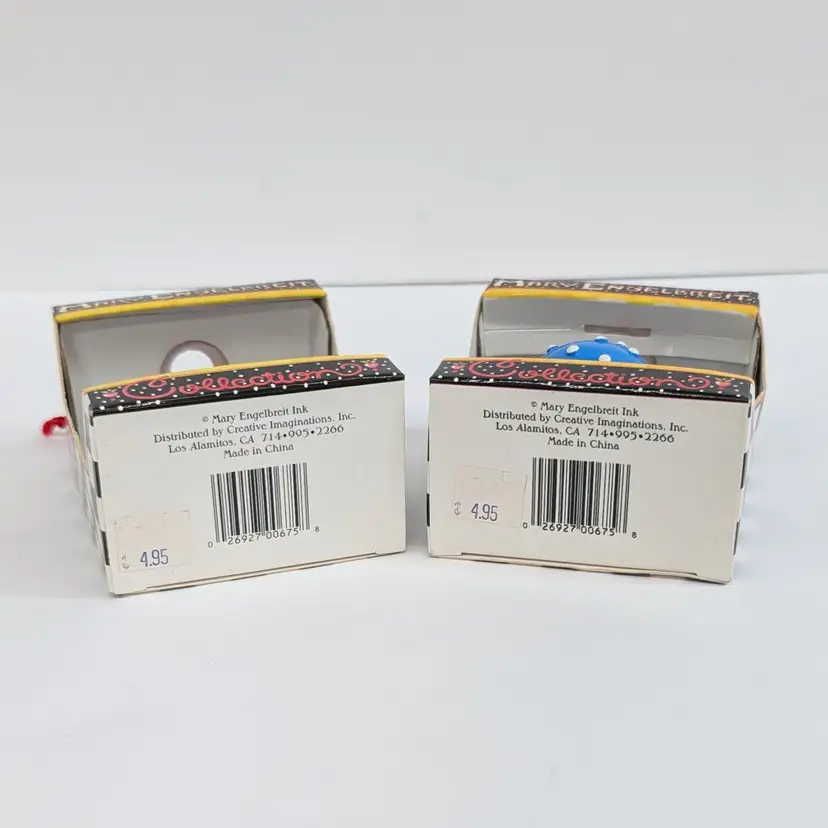 MARY ENGELBREIT
Collection
© Mary Engelbreit Ink
Distributed by Creative Imaginations, Inc.
Los Alamitos, CA 714•995•2266
Made in China
0 26927 00675 8
4.95
MARY ENGELBREIT
Collection
© Mary Engelbreit Ink
Distributed by Creative Imaginations, Inc.
Los Alamitos, CA 714•995•2266
Made in China
4.95
0 26927 00675 8